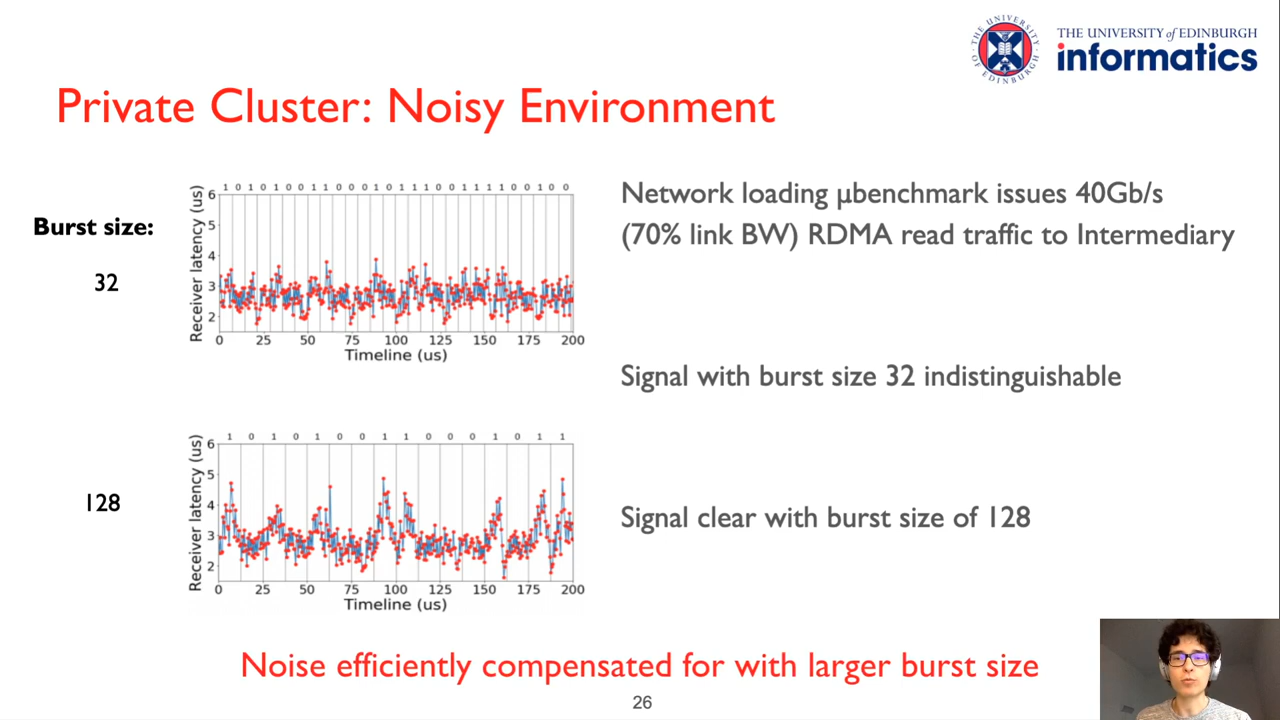 THE UNIVERSITY OF EDINBURGH
THE UNIVERSITY of EDINBURGH
informatics
Private Cluster: Noisy Environment
Burst size:
32
1 0 1 0 1 0 0 1 1 0 0 0 1 0 1 1 1 0 0 1 1 1 1 0 0 1 0 0
Receiver latency (us)
6
5
4
3
2
0 25 50 75 100 125 150 175 200
Timeline (us)
Network loading µbenchmark issues 40Gb/s
(70% link BW) RDMA read traffic to Intermediary
Signal with burst size 32 indistinguishable
128
1 0 1 0 1 0 0 1 1 0 0 0 1 0 1 1
Receiver latency (us)
6
5
4
3
2
0 25 50 75 100 125 150 175 200
Timeline (us)
Signal clear with burst size of 128
Noise efficiently compensated for with larger burst size
26